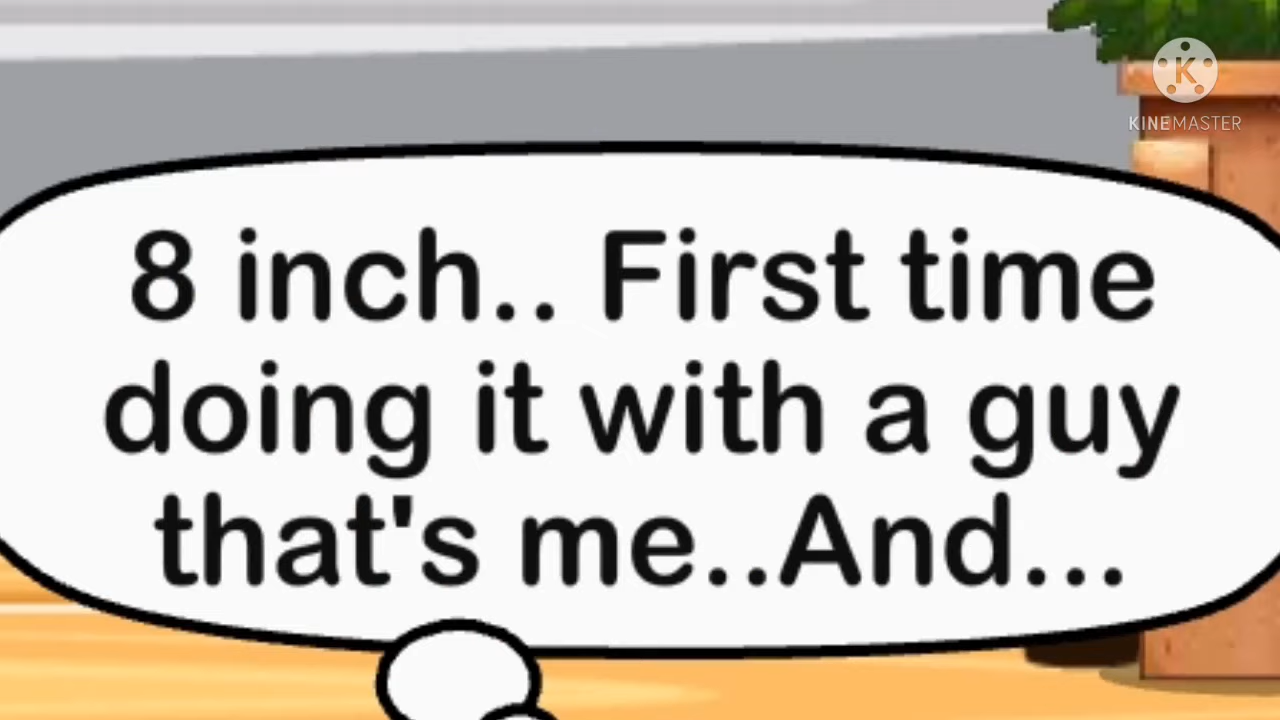 KINEMASTER
8 inch.. First time
doing it with a guy
that's me..And...